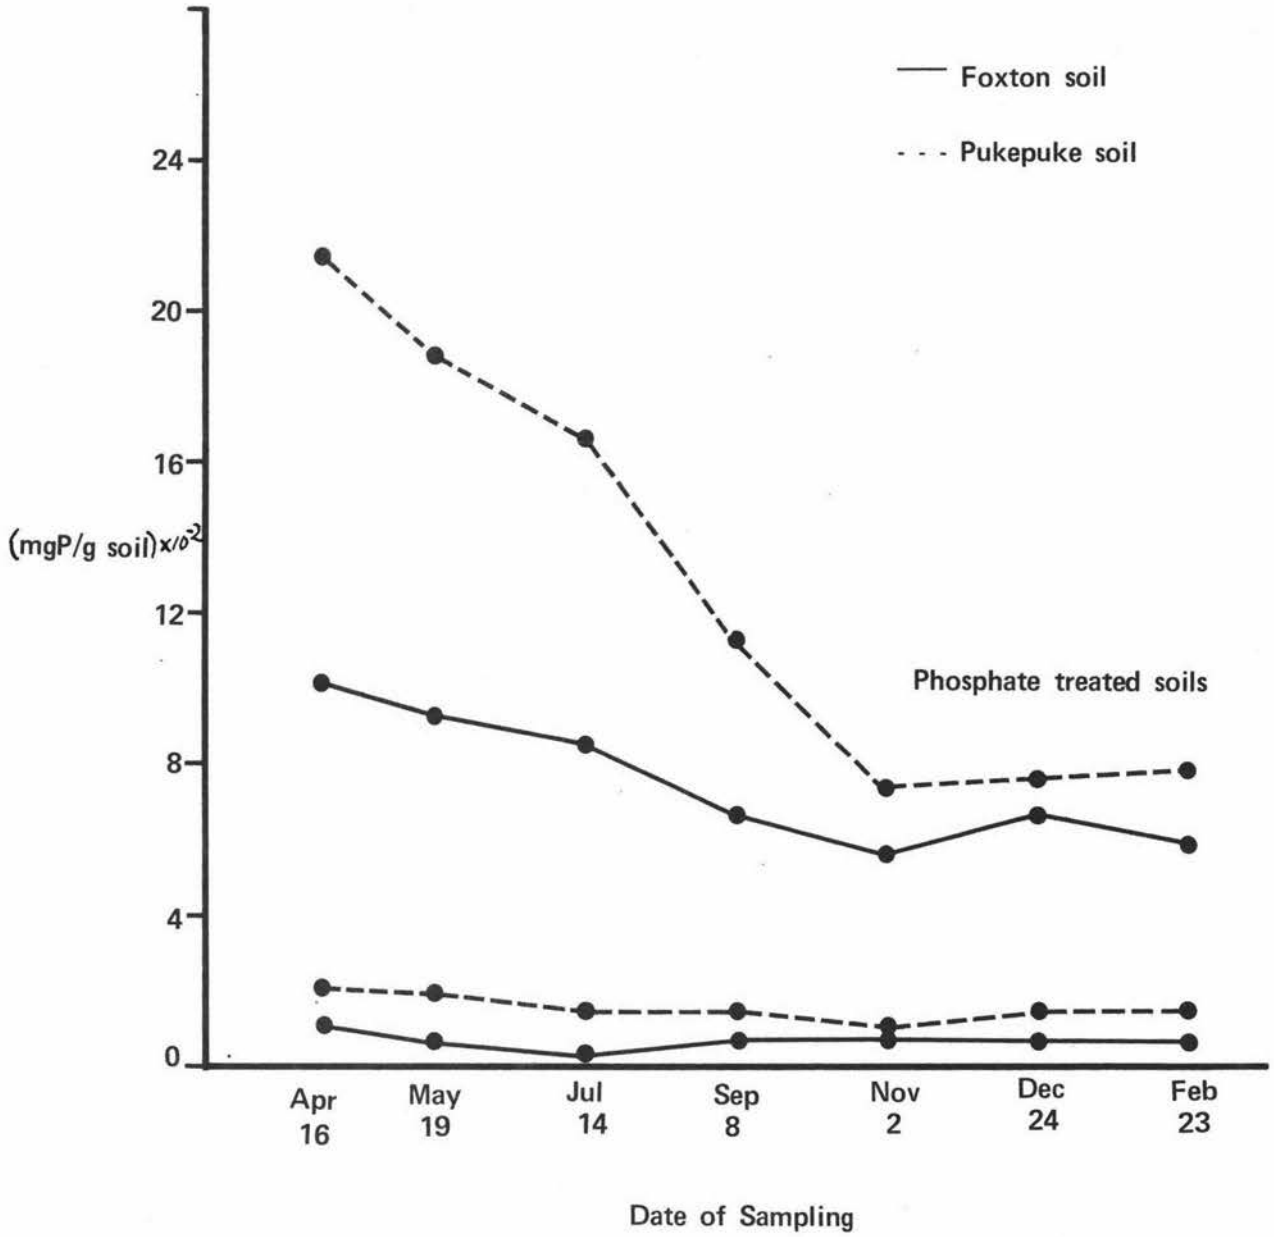 Foxton soil
Pukepuke soil
24
20
16
(mgP/g soil)x10⁻²
12
Phosphate treated soils
8
4
0
Apr 16
May 19
Jul 14
Sep 8
Nov 2
Dec 24
Feb 23
Date of Sampling